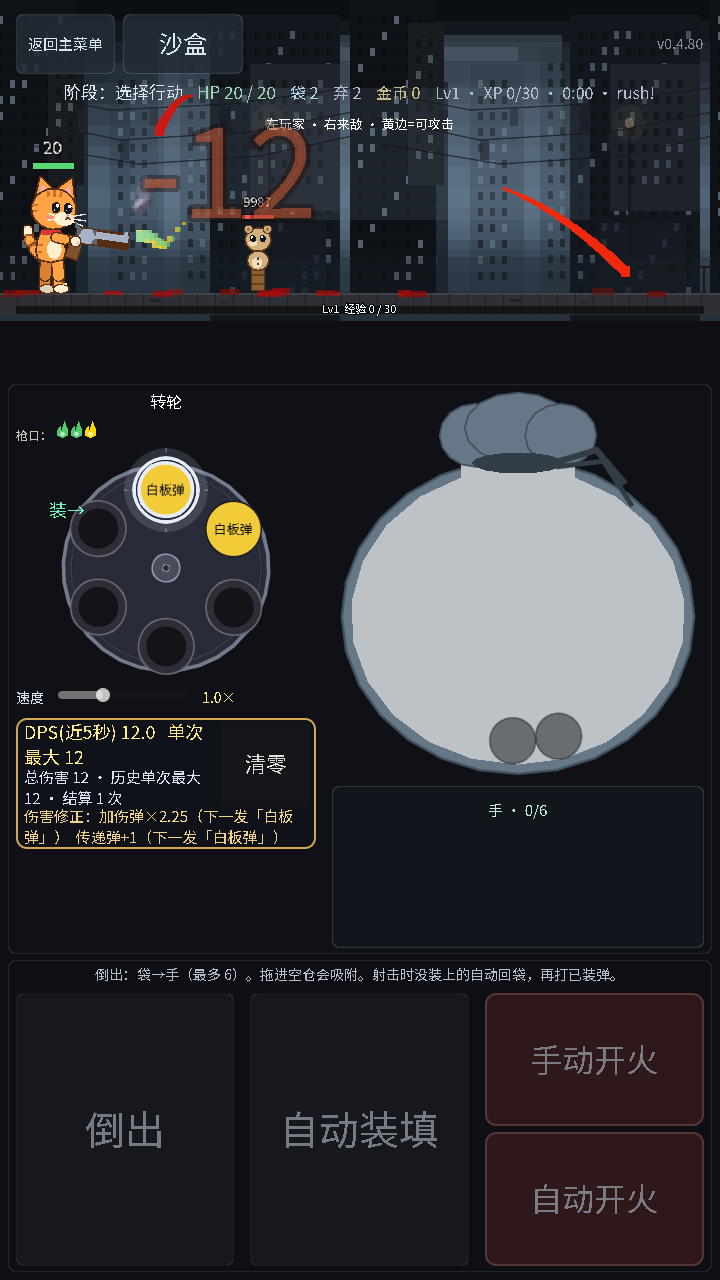 返回主菜单
沙盒
v0.4.80
阶段：选择行动 HP 20 / 20 袋 2 弃 2 金币 0 Lv1 · XP 0/30 · 0:00 · rush!
左玩家 · 右来敌 · 黄边=可攻击
20
-12
9987
Lv1 经验 0 / 30
转轮
枪口：
装→
白板弹
白板弹
速度
1.0×
DPS(近5秒) 12.0 单次
最大 12
总伤害 12 · 历史单次最大
12 · 结算 1 次
伤害修正：加伤弹×2.25（下一发「白板
弹」） 传递弹+1（下一发「白板弹」）
清零
手 · 0/6
倒出：袋→手（最多 6）。拖进空仓会吸附。射击时没装上的自动回袋，再打已装弹。
倒出
自动装填
手动开火
自动开火